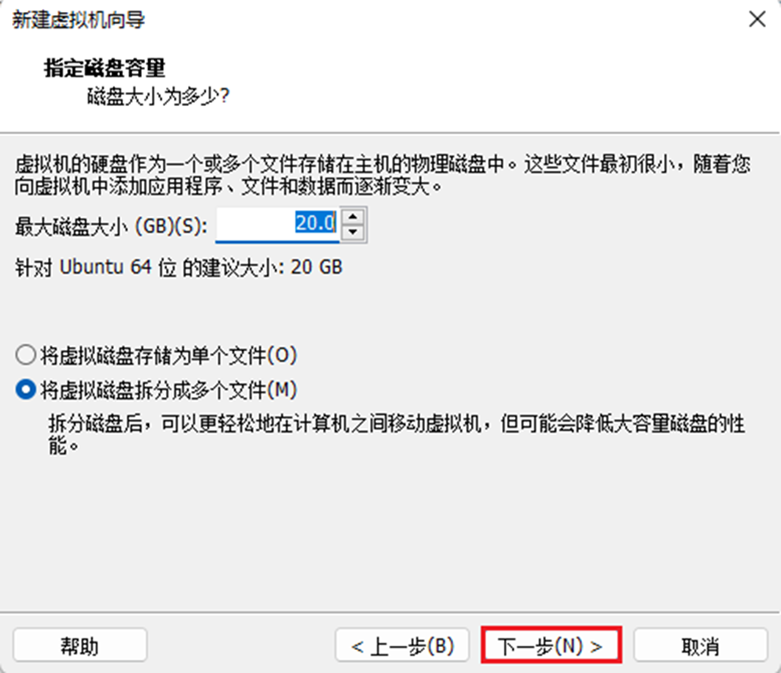 新建虚拟机向导
指定磁盘容量
磁盘大小为多少?
虚拟机的硬盘作为一个或多个文件存储在主机的物理磁盘中。这些文件最初很小，随着您
向虚拟机中添加应用程序、文件和数据而逐渐变大。
最大磁盘大小 (GB)(S): 20.0
针对 Ubuntu 64 位 的建议大小: 20 GB
将虚拟磁盘存储为单个文件(O)
将虚拟磁盘拆分成多个文件(M)
拆分磁盘后，可以更轻松地在计算机之间移动虚拟机，但可能会降低大容量磁盘的性
能。
帮助 < 上一步(B) 下一步(N) > 取消